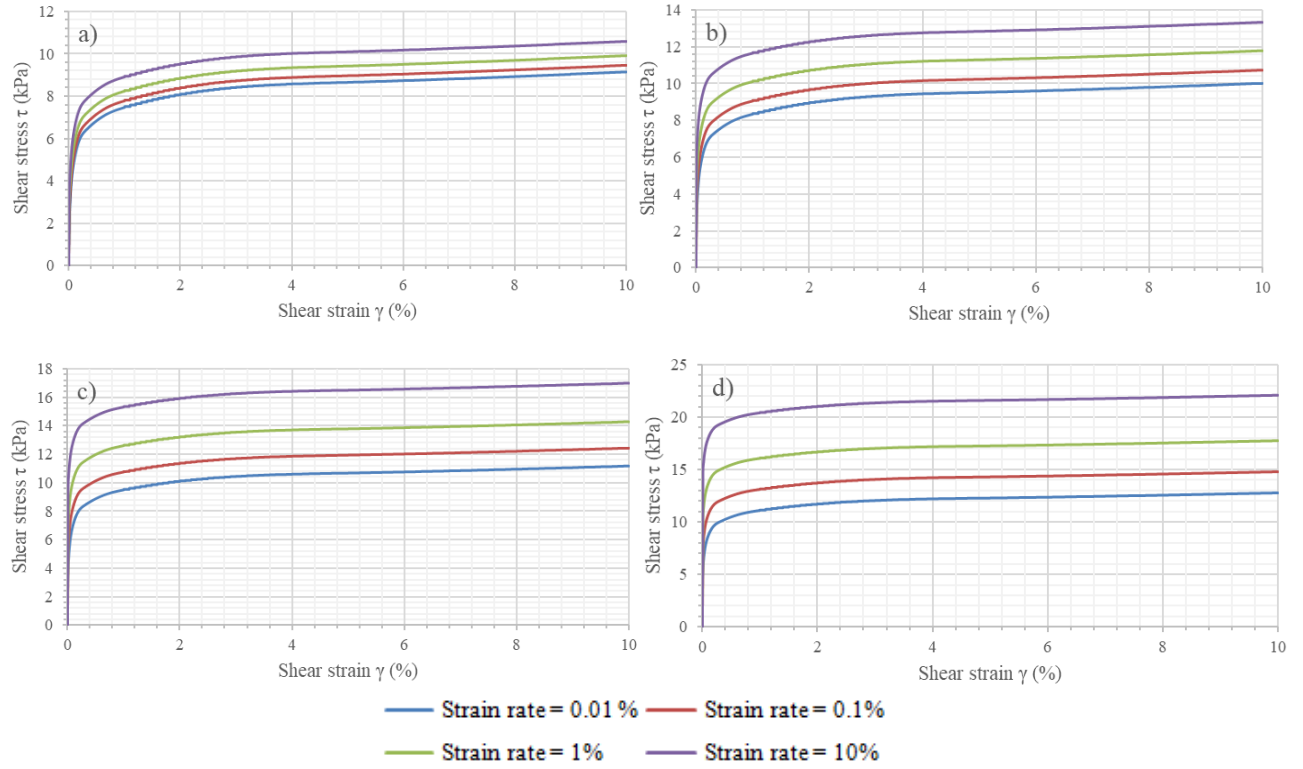 a)
Shear stress τ (kPa)
12
10
8
6
4
2
0
0 2 4 6 8 10
Shear strain γ (%)
b)
Shear stress τ (kPa)
14
12
10
8
6
4
2
0
0 2 4 6 8 10
Shear strain γ (%)
c)
Shear stress τ (kPa)
18
16
14
12
10
8
6
4
2
0
0 2 4 6 8 10
Shear strain γ (%)
d)
Shear stress τ (kPa)
25
20
15
10
5
0
0 2 4 6 8 10
Shear strain γ (%)
Strain rate = 0.01 % Strain rate = 0.1%
Strain rate = 1% Strain rate = 10%